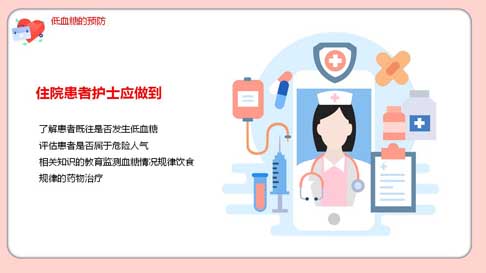 低血糖的预防
住院患者护士应做到
了解患者既往是否发生低血糖
评估患者是否属于危险人气
相关知识的教育监测血糖情况规律饮食
规律的药物治疗